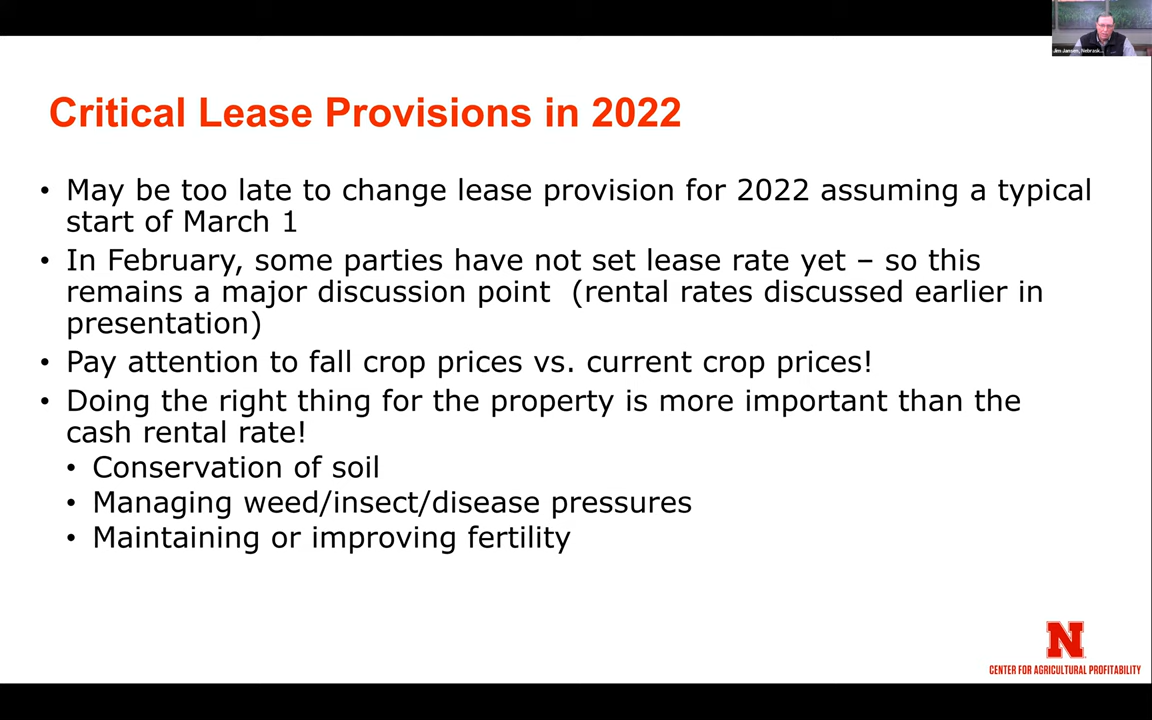 Jim Jansen, Nebrask...
Critical Lease Provisions in 2022
• May be too late to change lease provision for 2022 assuming a typical
start of March 1
• In February, some parties have not set lease rate yet – so this
remains a major discussion point (rental rates discussed earlier in
presentation)
• Pay attention to fall crop prices vs. current crop prices!
• Doing the right thing for the property is more important than the
cash rental rate!
• Conservation of soil
• Managing weed/insect/disease pressures
• Maintaining or improving fertility
N
CENTER FOR AGRICULTURAL PROFITABILITY